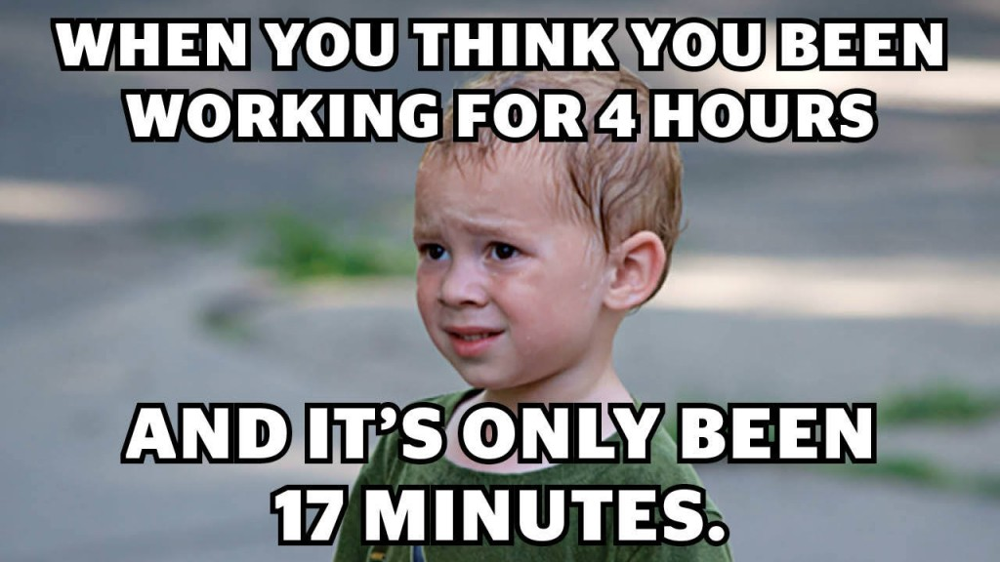 WHEN YOU THINK YOU BEEN
WORKING FOR 4 HOURS
AND IT'S ONLY BEEN
17 MINUTES.